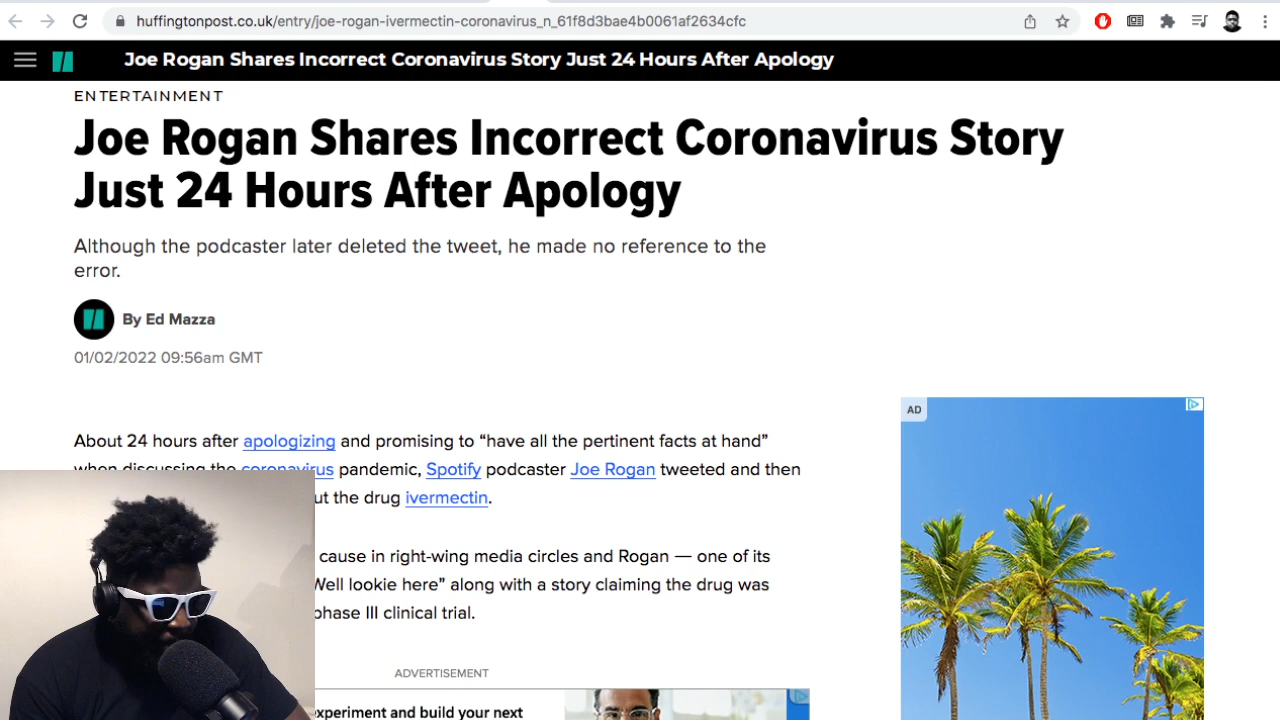 huffingtonpost.co.uk/entry/joe-rogan-ivermectin-coronavirus_n_61f8d3bae4b0061af2634cfc
Joe Rogan Shares Incorrect Coronavirus Story Just 24 Hours After Apology
ENTERTAINMENT
Joe Rogan Shares Incorrect Coronavirus Story
Just 24 Hours After Apology
Although the podcaster later deleted the tweet, he made no reference to the
error.
By Ed Mazza
01/02/2022 09:56am GMT
AD
About 24 hours after apologizing and promising to “have all the pertinent facts at hand”
when discussing the coronavirus pandemic, Spotify podcaster Joe Rogan tweeted and then
the drug ivermectin.
cause in right-wing media circles and Rogan — one of its
Well lookie here” along with a story claiming the drug was
phase III clinical trial.
ADVERTISEMENT
experiment and build your next